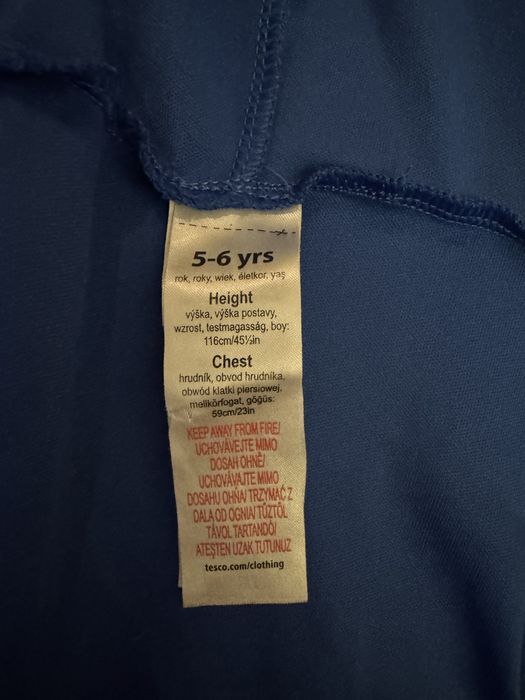 5-6 yrs
rok, roky, wiek, életkor, yaş
Height
výška, výška postavy,
wzrost, testmagasság, boy:
116cm/45½in
Chest
hrudník, obvod hrudníka,
obwód klatki piersiowej,
mellkörfogat, göğüs:
59cm/23in
KEEP AWAY FROM FIRE/
UCHOVÁVEJTE MIMO
DOSAH OHNĚ/
UCHOVÁVAJTE MIMO
DOSAHU OHŇA/ TRZYMAĆ Z
DALA OD OGNIA/ TŰZTŐL
TÁVOL TARTANDÓ/
ATEŞTEN UZAK TUTUNUZ
tesco.com/clothing